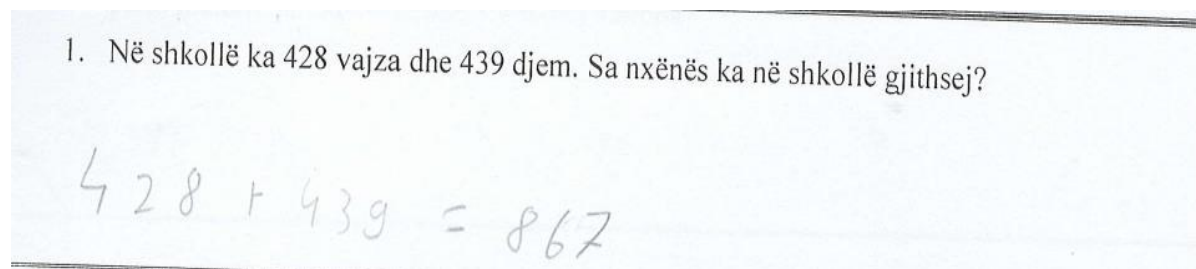 1. Në shkollë ka 428 vajza dhe 439 djem. Sa nxënës ka në shkollë gjithsej?
428 + 439 = 867